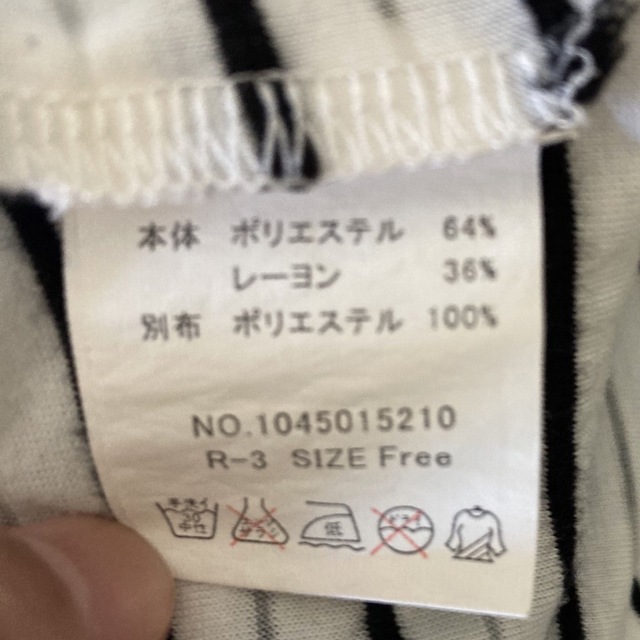 本体 ポリエステル 64%
レーヨン 36%
別布 ポリエステル 100%
NO.1045015210
R-3 SIZE Free
低